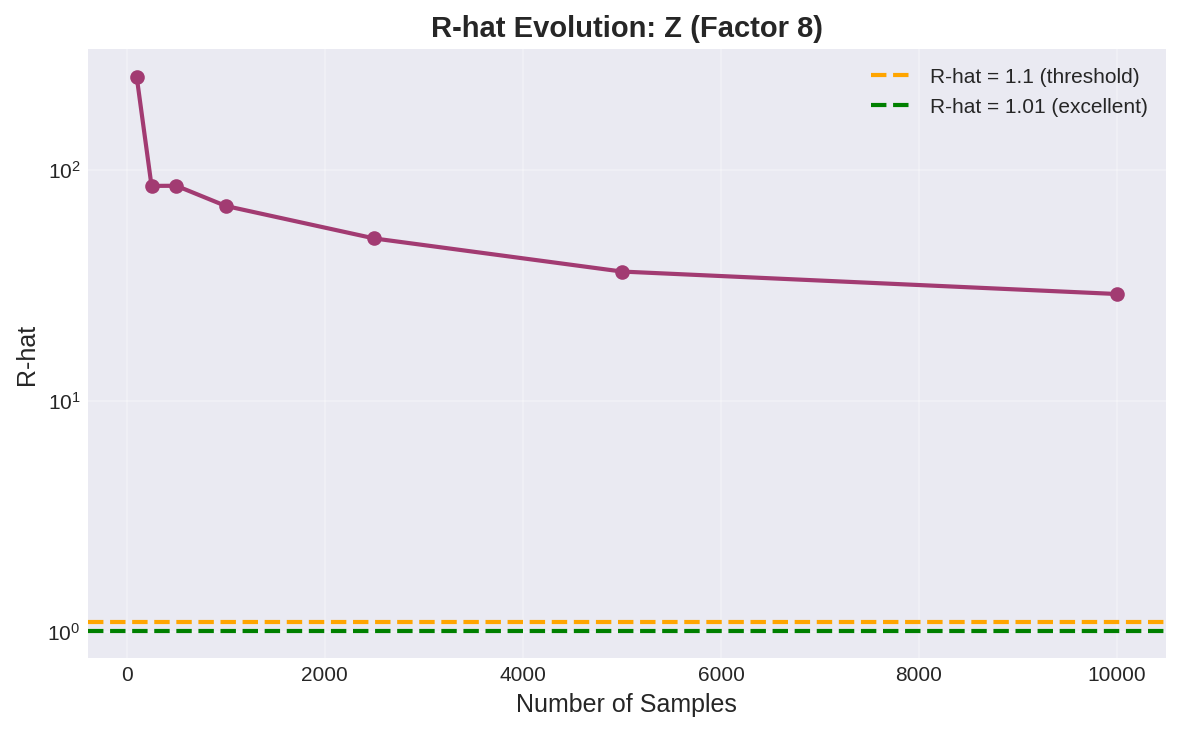 R-hat Evolution: Z (Factor 8)
R-hat = 1.1 (threshold)
R-hat = 1.01 (excellent)
10²
10¹
10⁰
R-hat
0 2000 4000 6000 8000 10000
Number of Samples